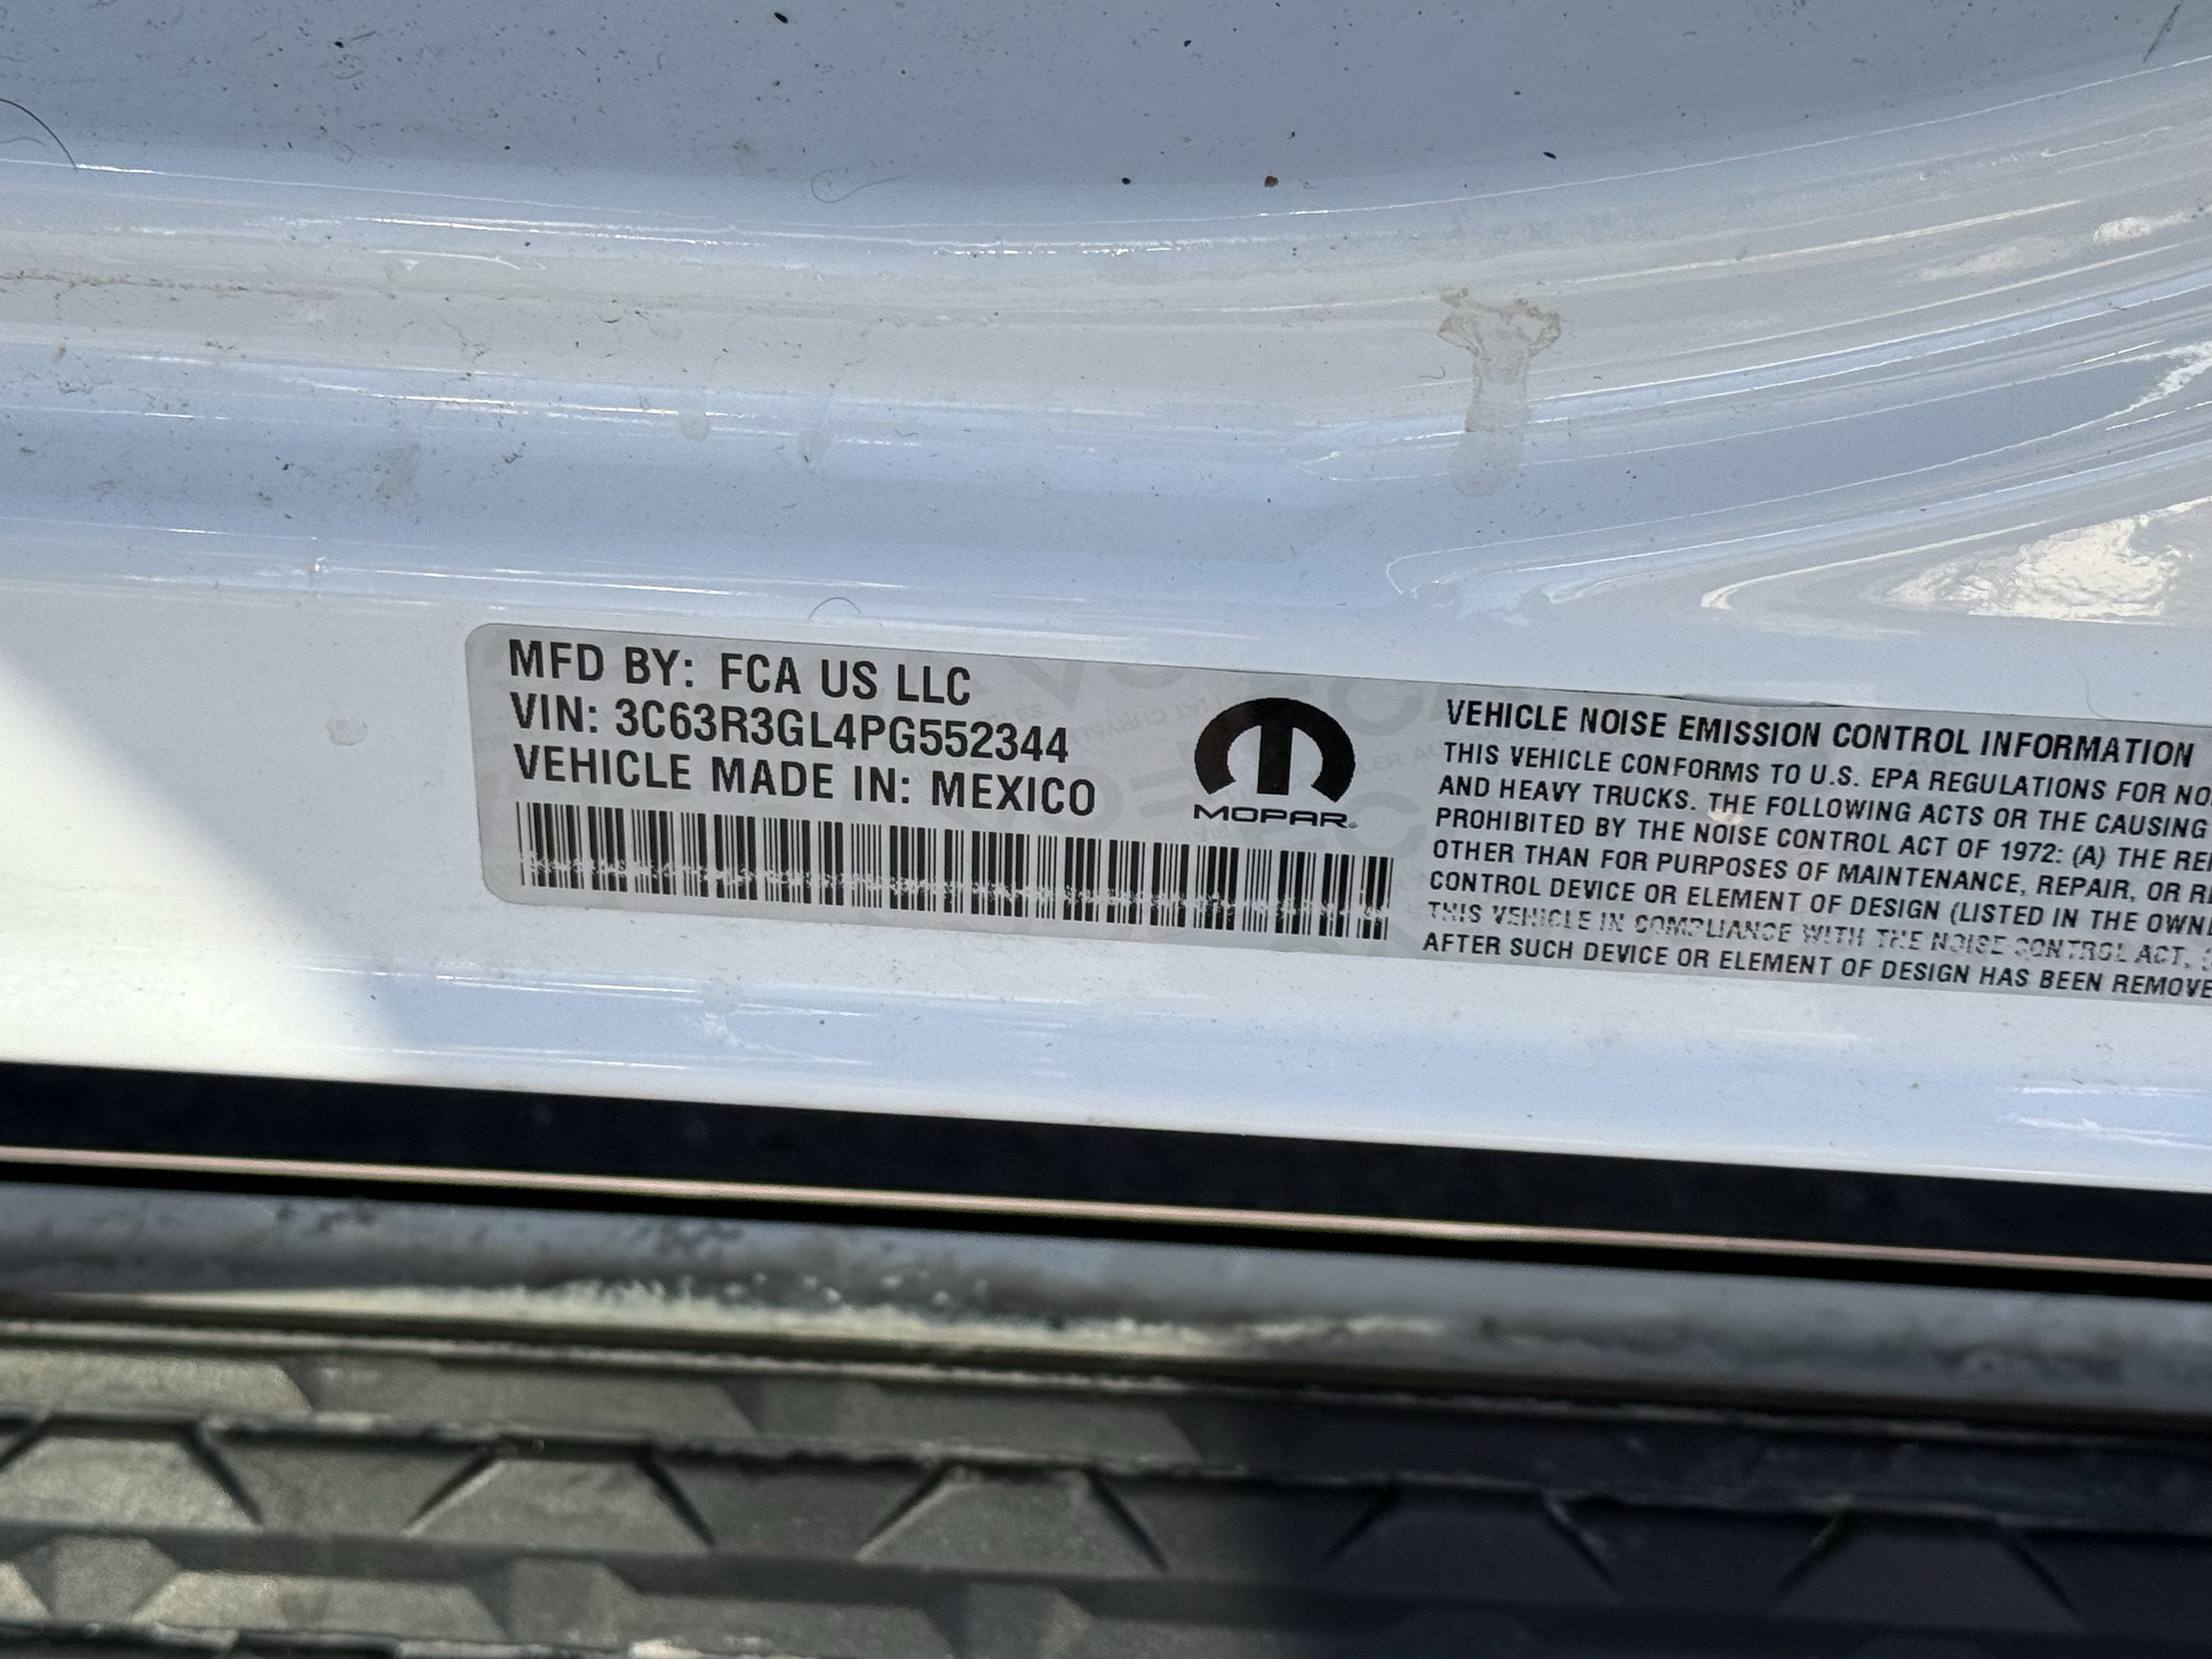 MFD BY: FCA US LLC
VIN: 3C63R3GL4PG552344
VEHICLE MADE IN: MEXICO
MOPAR
VEHICLE NOISE EMISSION CONTROL INFORMATION
THIS VEHICLE CONFORMS TO U.S. EPA REGULATIONS FOR
AND HEAVY TRUCKS. THE FOLLOWING ACTS OR THE CAUSING
PROHIBITED BY THE NOISE CONTROL ACT OF 1972: (A) THE
OTHER THAN FOR PURPOSES OF MAINTENANCE, REPAIR, OR
CONTROL DEVICE OR ELEMENT OF DESIGN (LISTED IN THE
THIS VEHICLE IN COMPLIANCE WITH THE NOISE CONTROL ACT,
AFTER SUCH DEVICE OR ELEMENT OF DESIGN HAS BEEN